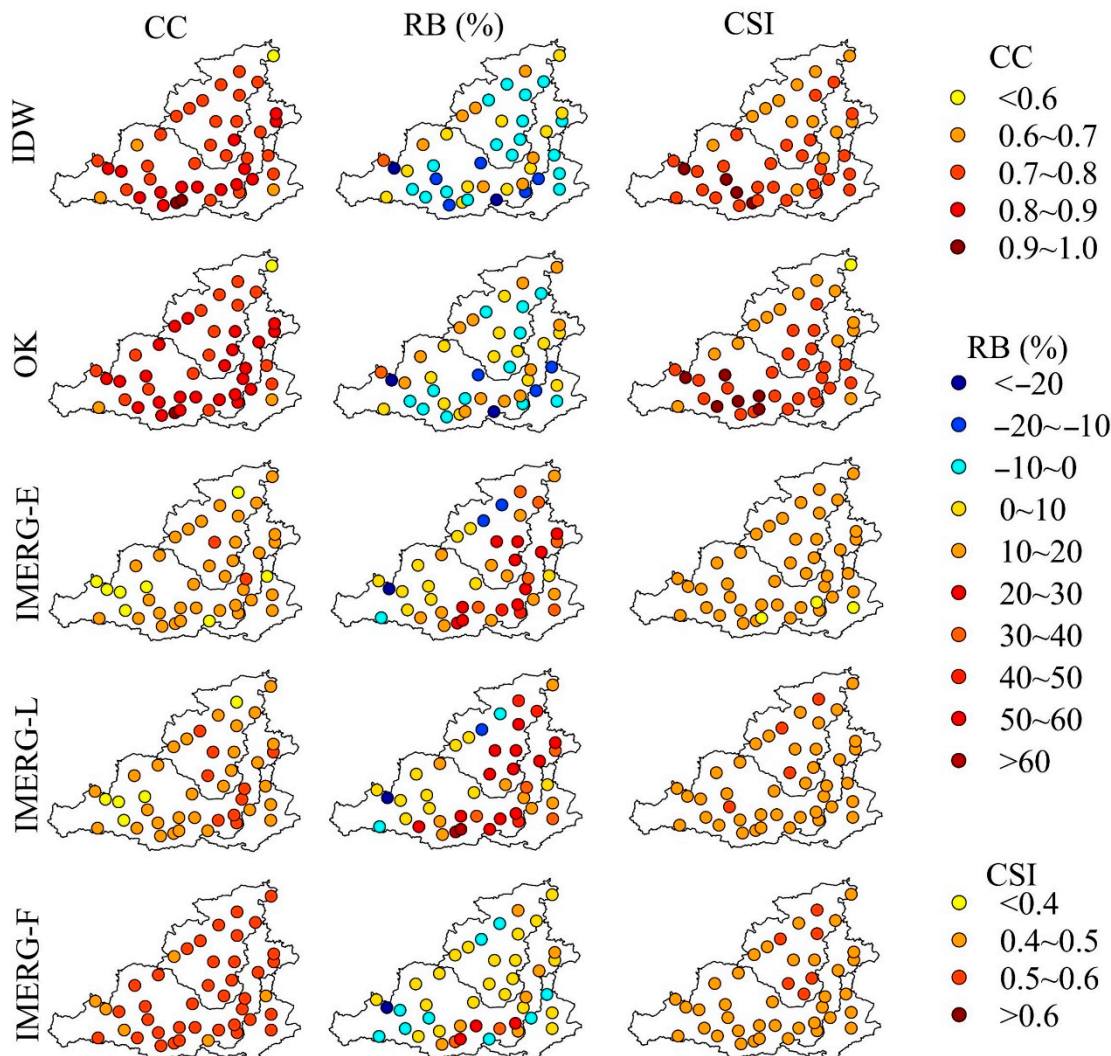 CC RB (%) CSI
IDW
OK
IMERG-E
IMERG-L
IMERG-F
CC
<0.6
0.6~0.7
0.7~0.8
0.8~0.9
0.9~1.0
RB (%)
<−20
−20~−10
−10~0
0~10
10~20
20~30
30~40
40~50
50~60
>60
CSI
<0.4
0.4~0.5
0.5~0.6
>0.6